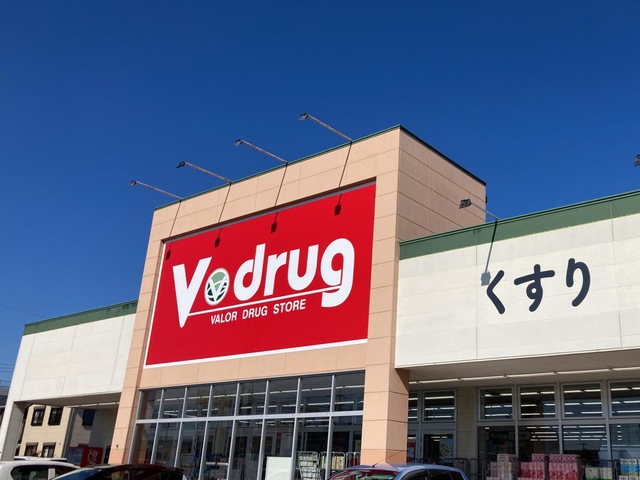 V drug
VALOR DRUG STORE
くすり